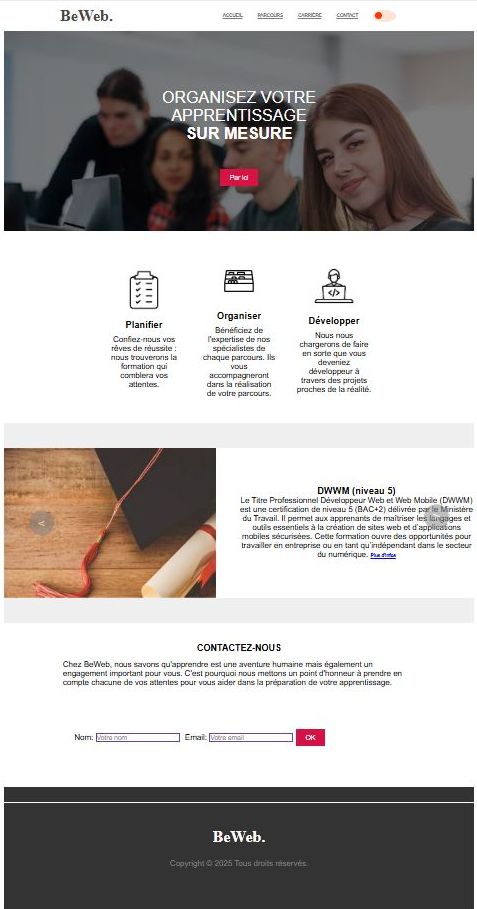 BeWeb.
ACCUEIL PARCOURS CARRIÈRE CONTACT
ORGANISEZ VOTRE
APPRENTISSAGE
SUR MESURE
Par ici
Planifier
Confiez-nous vos
rêves de réussite :
nous trouverons la
formation qui
comblera vos
attentes.
Organiser
Bénéficiez de
l'expertise de nos
spécialistes de
chaque parcours. Ils
vous
accompagneront
dans la réalisation
de votre parcours.
</>
Développer
Nous nous
chargerons de faire
en sorte que vous
deveniez
développeur à
travers des projets
proches de la réalité.
<
DWWM (niveau 5)
Le Titre Professionnel Développeur Web et Web Mobile (DWWM)
est une certification de niveau 5 (BAC+2) délivrée par le Ministère
du Travail. Il permet aux apprenants de maîtriser les langages et
outils essentiels à la création de sites web et d'applications
mobiles sécurisées. Cette formation ouvre des opportunités pour
travailler en entreprise ou en tant qu'indépendant dans le secteur
du numérique. Plus d'infos
CONTACTEZ-NOUS
Chez BeWeb, nous savons qu'apprendre est une aventure humaine mais également un
engagement important pour vous. C'est pourquoi nous mettons un point d'honneur à prendre en
compte chacune de vos attentes pour vous aider dans la préparation de votre apprentissage.
Nom: Votre nom Email: Votre email OK
BeWeb.
Copyright © 2025 Tous droits réservés.